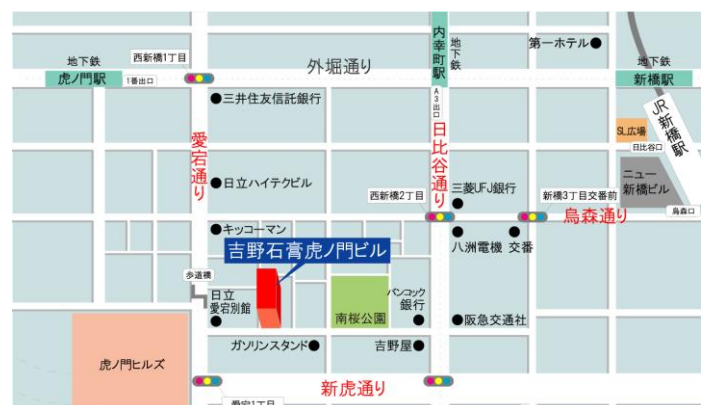 地下鉄
虎ノ門駅
1番出口
西新橋1丁目
外堀通り
内幸町駅
地下鉄
A3出口
第一ホテル
地下鉄
新橋駅
JR新橋駅
三井住友信託銀行
愛宕通り
日比谷通り
SL広場
日比谷口
日立ハイテクビル
西新橋2丁目
三菱UFJ銀行
新橋3丁目交番前
ニュー
新橋ビル
烏森口
烏森通り
キッコーマン
八洲電機
交番
吉野石膏虎ノ門ビル
歩道橋
日立
愛宕別館
南桜公園
バンコック
銀行
阪急交通社
虎ノ門ヒルズ
ガソリンスタンド
吉野屋
新虎通り
愛宕1丁目